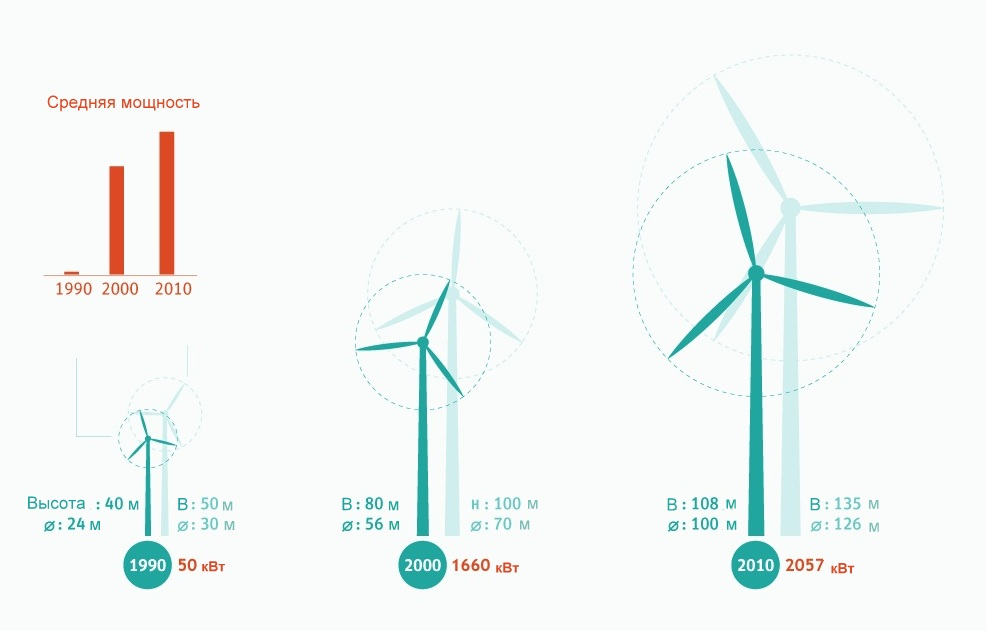 Средняя мощность
1990 2000 2010
Высота : 40 м
ø : 24 м
В : 50 м
ø : 30 м
1990 50 кВт
В : 80 м
ø : 56 м
н : 100 м
ø : 70 м
2000 1660 кВт
В : 108 м
ø : 100 м
В : 135 м
ø : 126 м
2010 2057 кВт